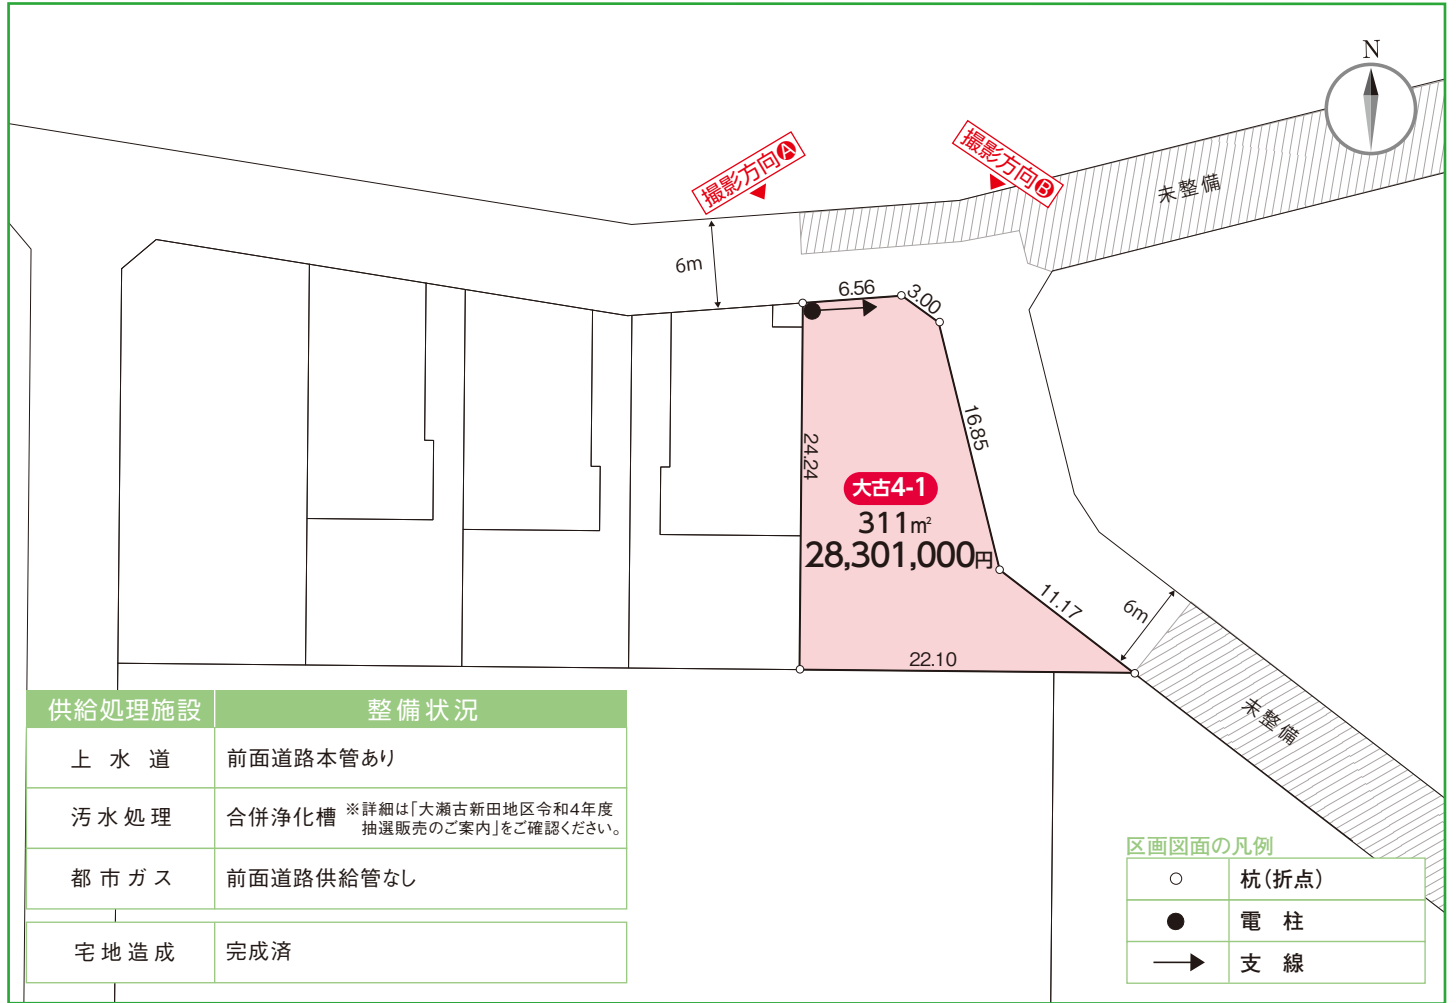 N
撮影方向A
撮影方向B
未整備
6m
6.56
3.00
16.85
24.24
大古4-1
311m²
28,301,000円
11.17
6m
22.10
未整備
供給処理施設 整備状況
上水道 前面道路本管あり
汚水処理 合併浄化槽 ※詳細は「大瀬古新田地区令和4年度
抽選販売のご案内」をご確認ください。
都市ガス 前面道路供給管なし
宅地造成 完成済
区画図面の凡例
杭(折点)
電柱
支線